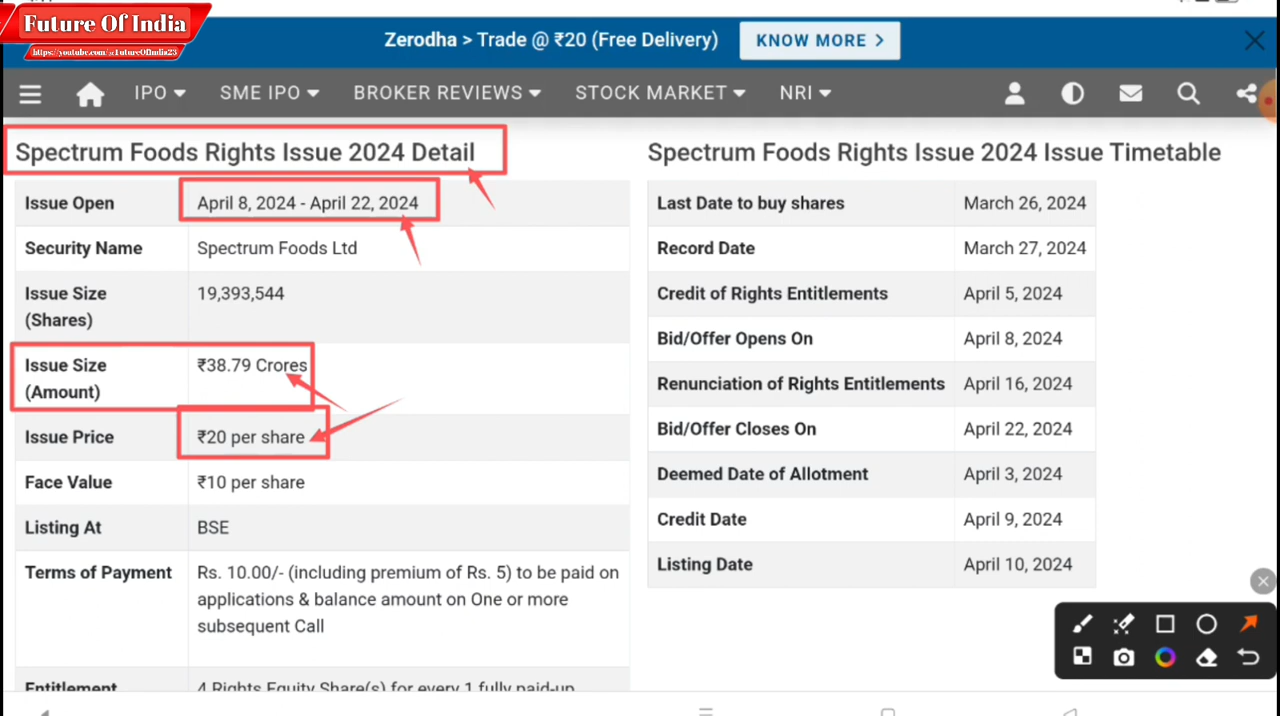 Future Of India
https://youtube.com/@FutureOfIndia23
Zerodha > Trade @ ₹20 (Free Delivery)
KNOW MORE >
IPO
SME IPO
BROKER REVIEWS
STOCK MARKET
NRI
Spectrum Foods Rights Issue 2024 Detail
Issue Open April 8, 2024 - April 22, 2024
Security Name Spectrum Foods Ltd
Issue Size 19,393,544
(Shares)
Issue Size ₹38.79 Crores
(Amount)
Issue Price ₹20 per share
Face Value ₹10 per share
Listing At BSE
Terms of Payment Rs. 10.00/- (including premium of Rs. 5) to be paid on
applications & balance amount on One or more
subsequent Call
Entitlement 4 Rights Equity Share(s) for every 1 fully paid-up
Spectrum Foods Rights Issue 2024 Issue Timetable
Last Date to buy shares March 26, 2024
Record Date March 27, 2024
Credit of Rights Entitlements April 5, 2024
Bid/Offer Opens On April 8, 2024
Renunciation of Rights Entitlements April 16, 2024
Bid/Offer Closes On April 22, 2024
Deemed Date of Allotment April 3, 2024
Credit Date April 9, 2024
Listing Date April 10, 2024